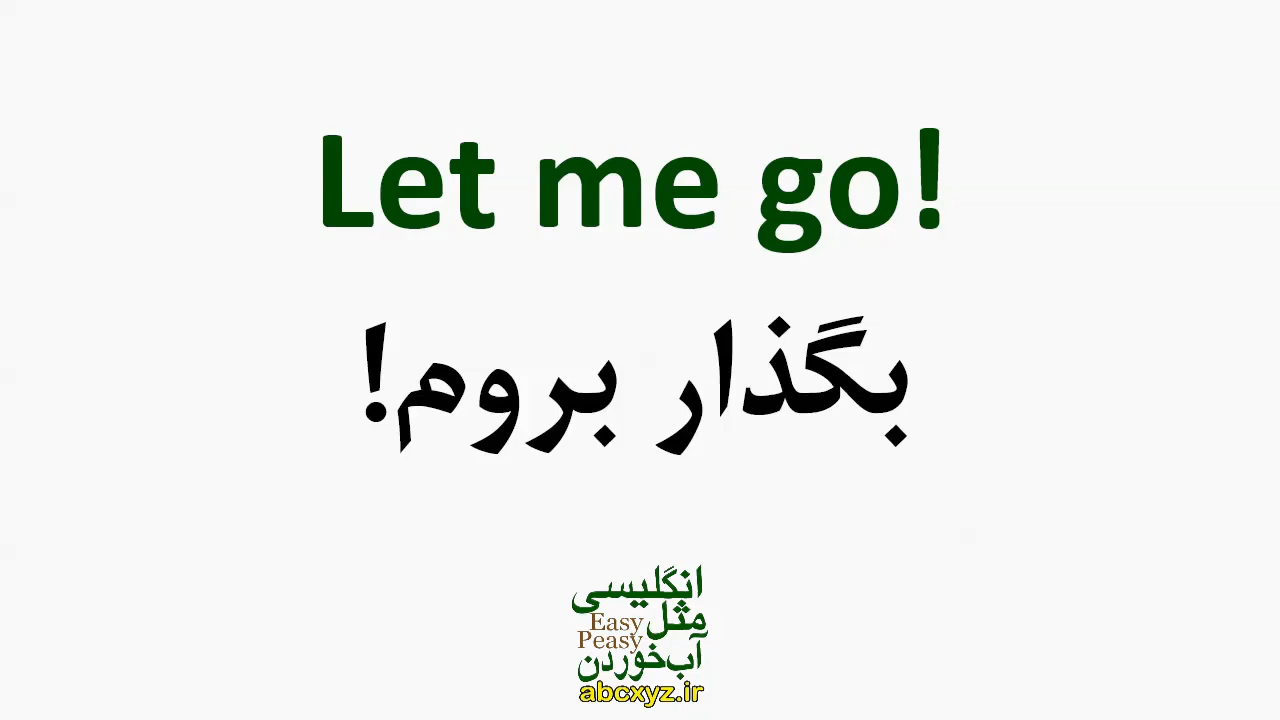 Let me go!
بگذار بروم!
انگلیسی
مثل Easy
Peasy
آب‌خوردن
abcxyz.ir